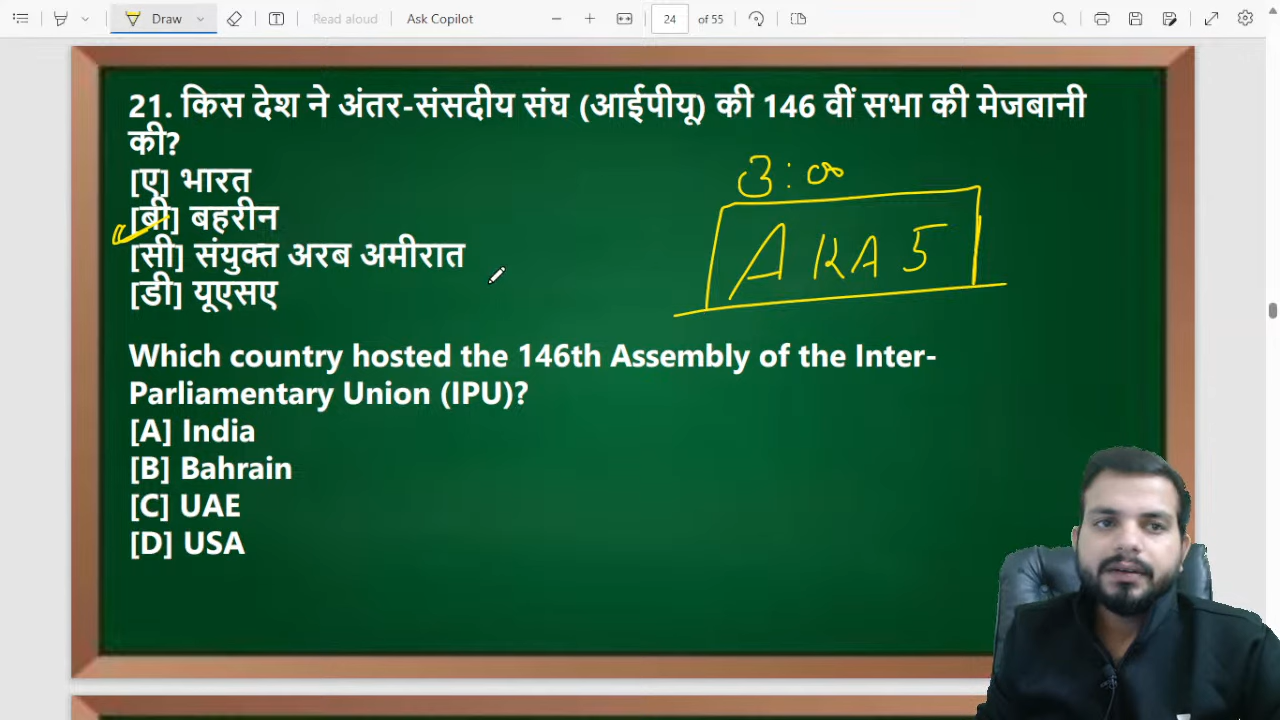 Draw
Read aloud
Ask Copilot
24
of 55
21. किस देश ने अंतर-संसदीय संघ (आईपीयू) की 146 वीं सभा की मेजबानी
की?
[ए] भारत
[बी] बहरीन
[सी] संयुक्त अरब अमीरात
[डी] यूएसए
3:00
ARA5
Which country hosted the 146th Assembly of the Inter-
Parliamentary Union (IPU)?
[A] India
[B] Bahrain
[C] UAE
[D] USA